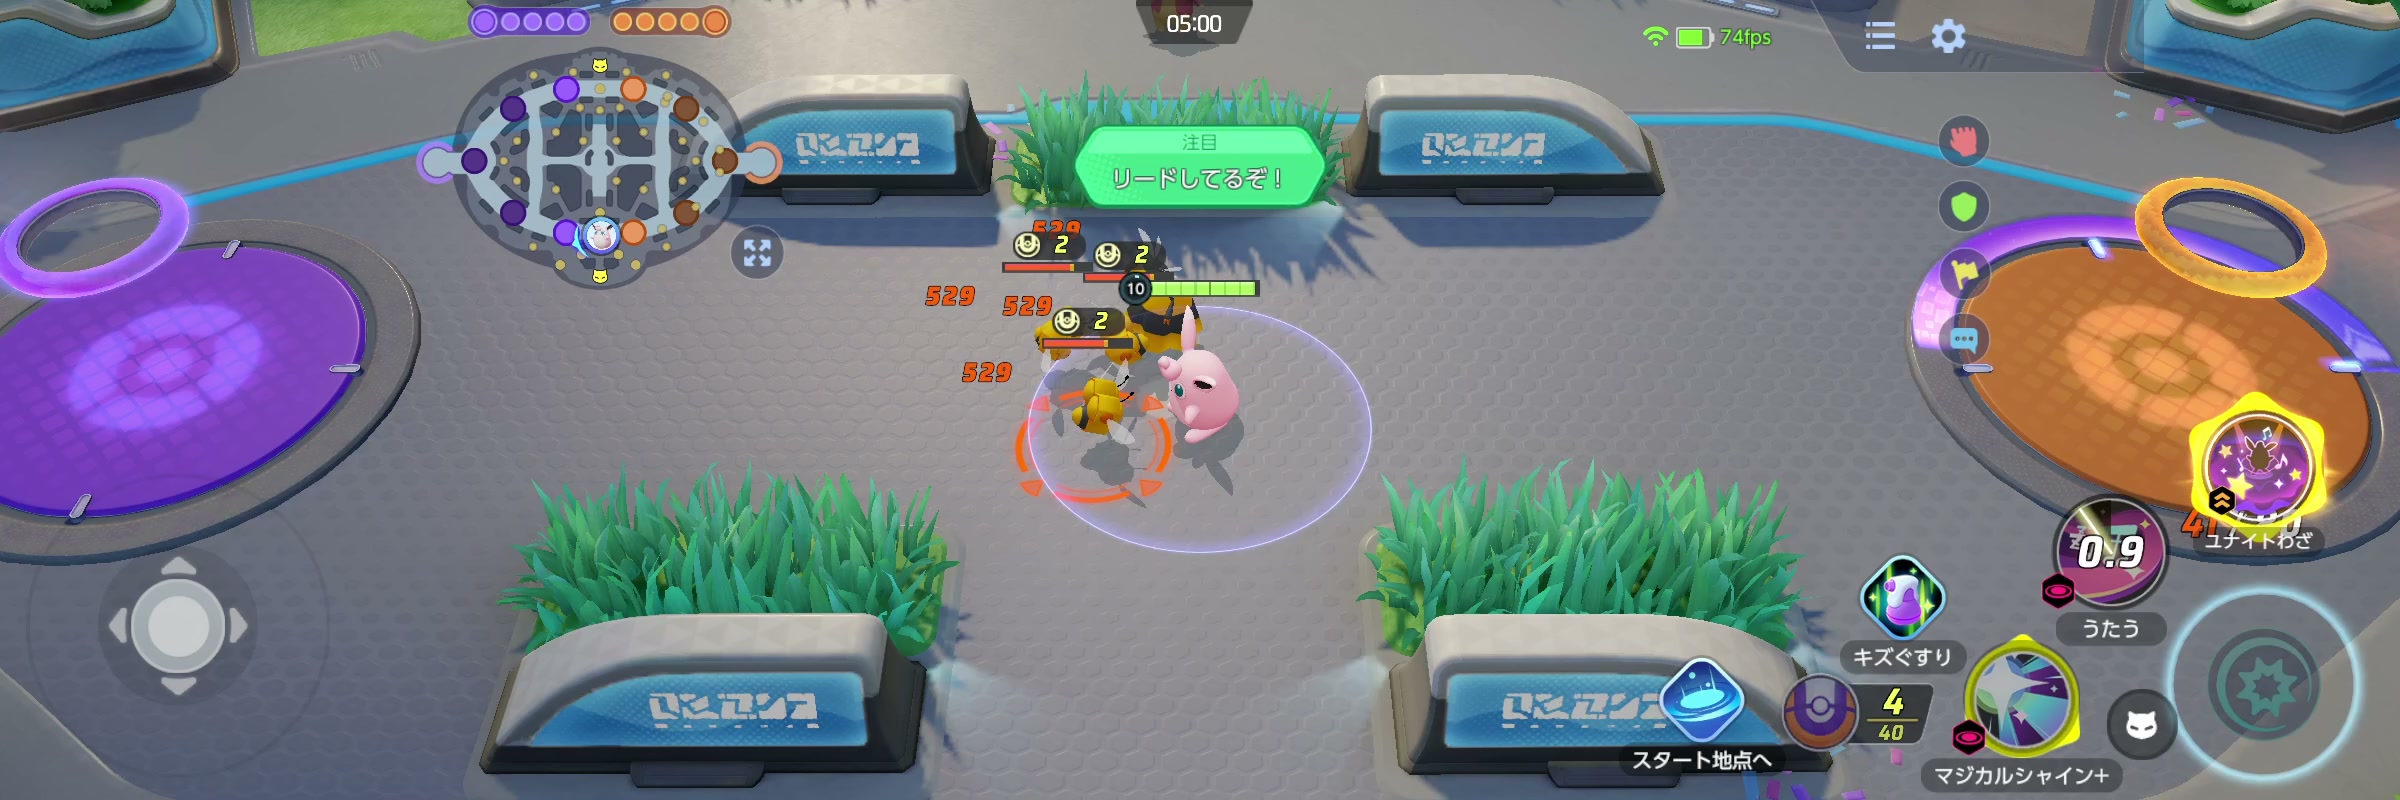 05:00
74fps
注目
リードしてるぞ！
529
2
2
10
529
529
2
529
0.9
ユナイトわざ
うたう
キズぐすり
4
40
スタート地点へ
マジカルシャイン+